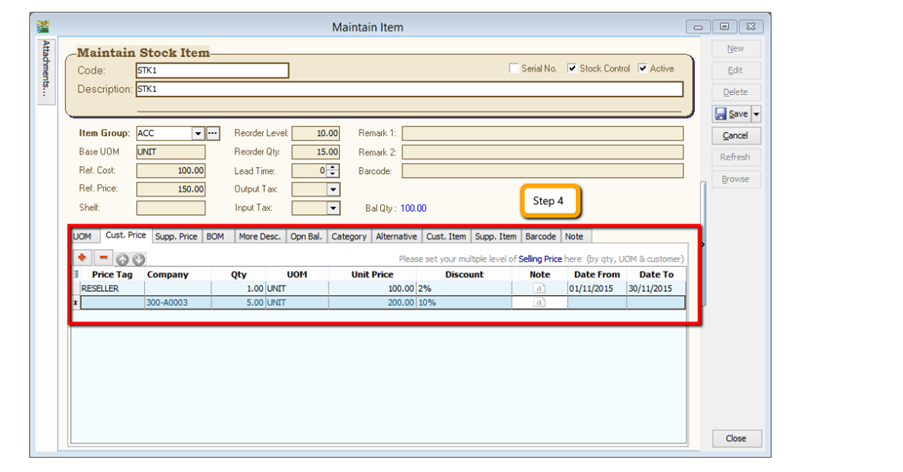 Maintain Item
Attachments...
Maintain Stock Item
Code: STK1 Serial No. Stock Control Active
Description: STK1
Item Group: ACC Reorder Level: 10.00 Remark 1:
Base UOM UNIT Reorder Qty: 15.00 Remark 2:
Ref. Cost: 100.00 Lead Time: 0 Barcode:
Ref. Price: 150.00 Output Tax:
Shelf: Input Tax: Bal Qty : 100.00
Step 4
UOM Cust. Price Supp. Price BOM More Desc. Opn Bal. Category Alternative Cust. Item Supp. Item Barcode Note
Please set your multiple level of Selling Price here (by qty, UOM & customer)
Price Tag Company Qty UOM Unit Price Discount Note Date From Date To
RESELLER 1.00 UNIT 100.00 2% 01/11/2015 30/11/2015
300-A0003 5.00 UNIT 200.00 10%
New
Edit
Delete
Save
Cancel
Refresh
Browse
Close